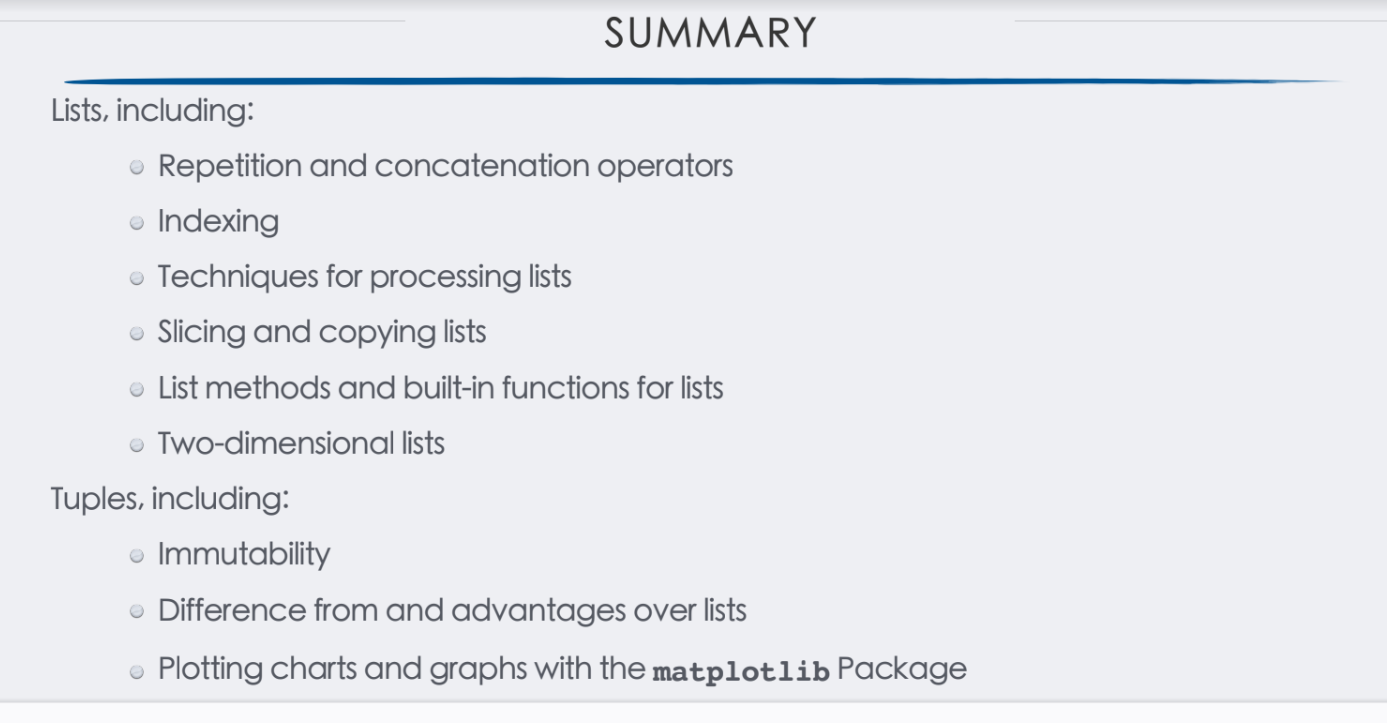 SUMMARY
Lists, including:
Repetition and concatenation operators
Indexing
Techniques for processing lists
Slicing and copying lists
List methods and built-in functions for lists
Two-dimensional lists
Tuples, including:
Immutability
Difference from and advantages over lists
Plotting charts and graphs with the matplotlib Package